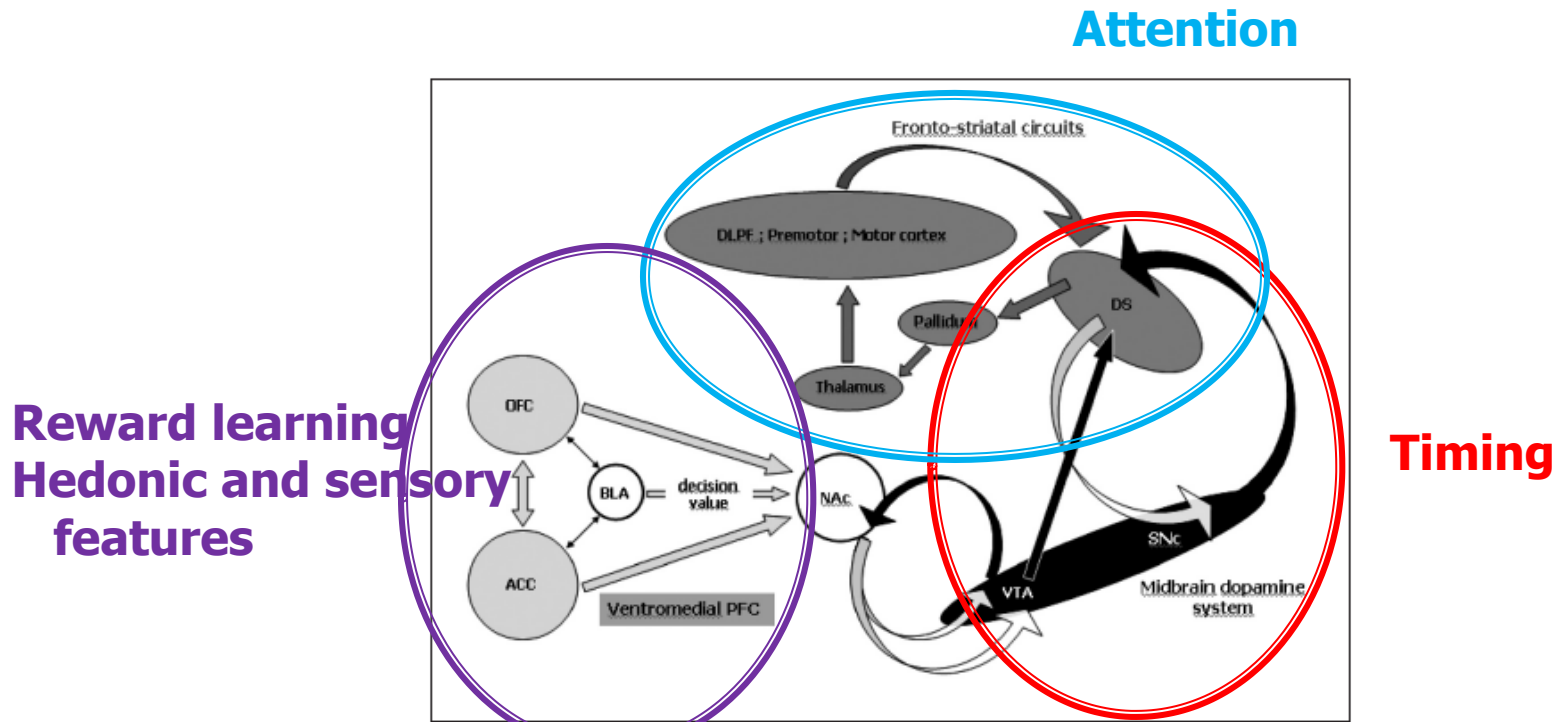 Attention
Fronto-striatal circuits
DLPF ; Premotor ; Motor cortex
DS
Pallidum
Thalamus
OFC
Reward learning
Hedonic and sensory
features
Timing
BLA
decision
value
NAc
SNc
ACC
VTA
Midbrain dopamine
system
Ventromedial PFC